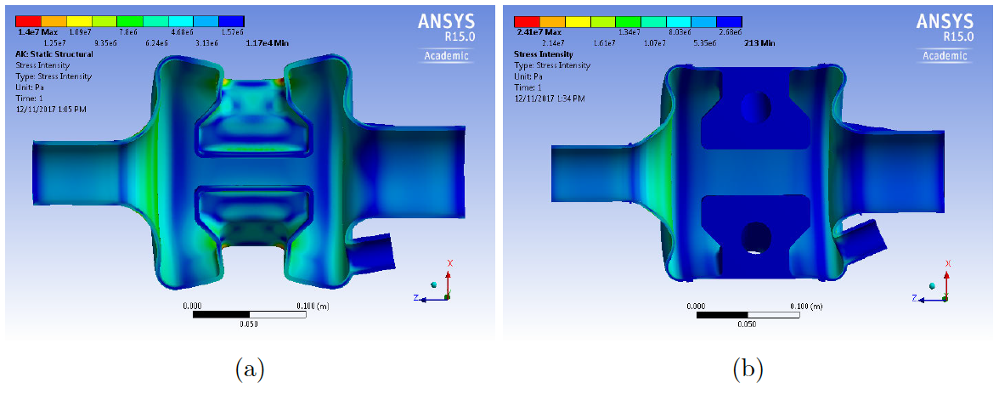 1.4e7 Max 1.09e7 7.8e6 4.68e6 1.57e6
1.25e7 9.35e6 6.24e6 3.13e6 1.17e4 Min
AK: Static Structural
Stress Intensity
Type: Stress Intensity
Unit: Pa
Time: 1
12/11/2017 1:05 PM
ANSYS
R15.0
Academic
X
Z
0.000 0.100 (m)
0.050
(a)
2.41e7 Max 1.34e7 8.03e6 2.68e6
2.14e7 1.61e7 1.07e7 5.35e6 213 Min
Stress Intensity
Type: Stress Intensity
Unit: Pa
Time: 1
12/11/2017 1:34 PM
ANSYS
R15.0
Academic
X
Z
0.000 0.100 (m)
0.050
(b)